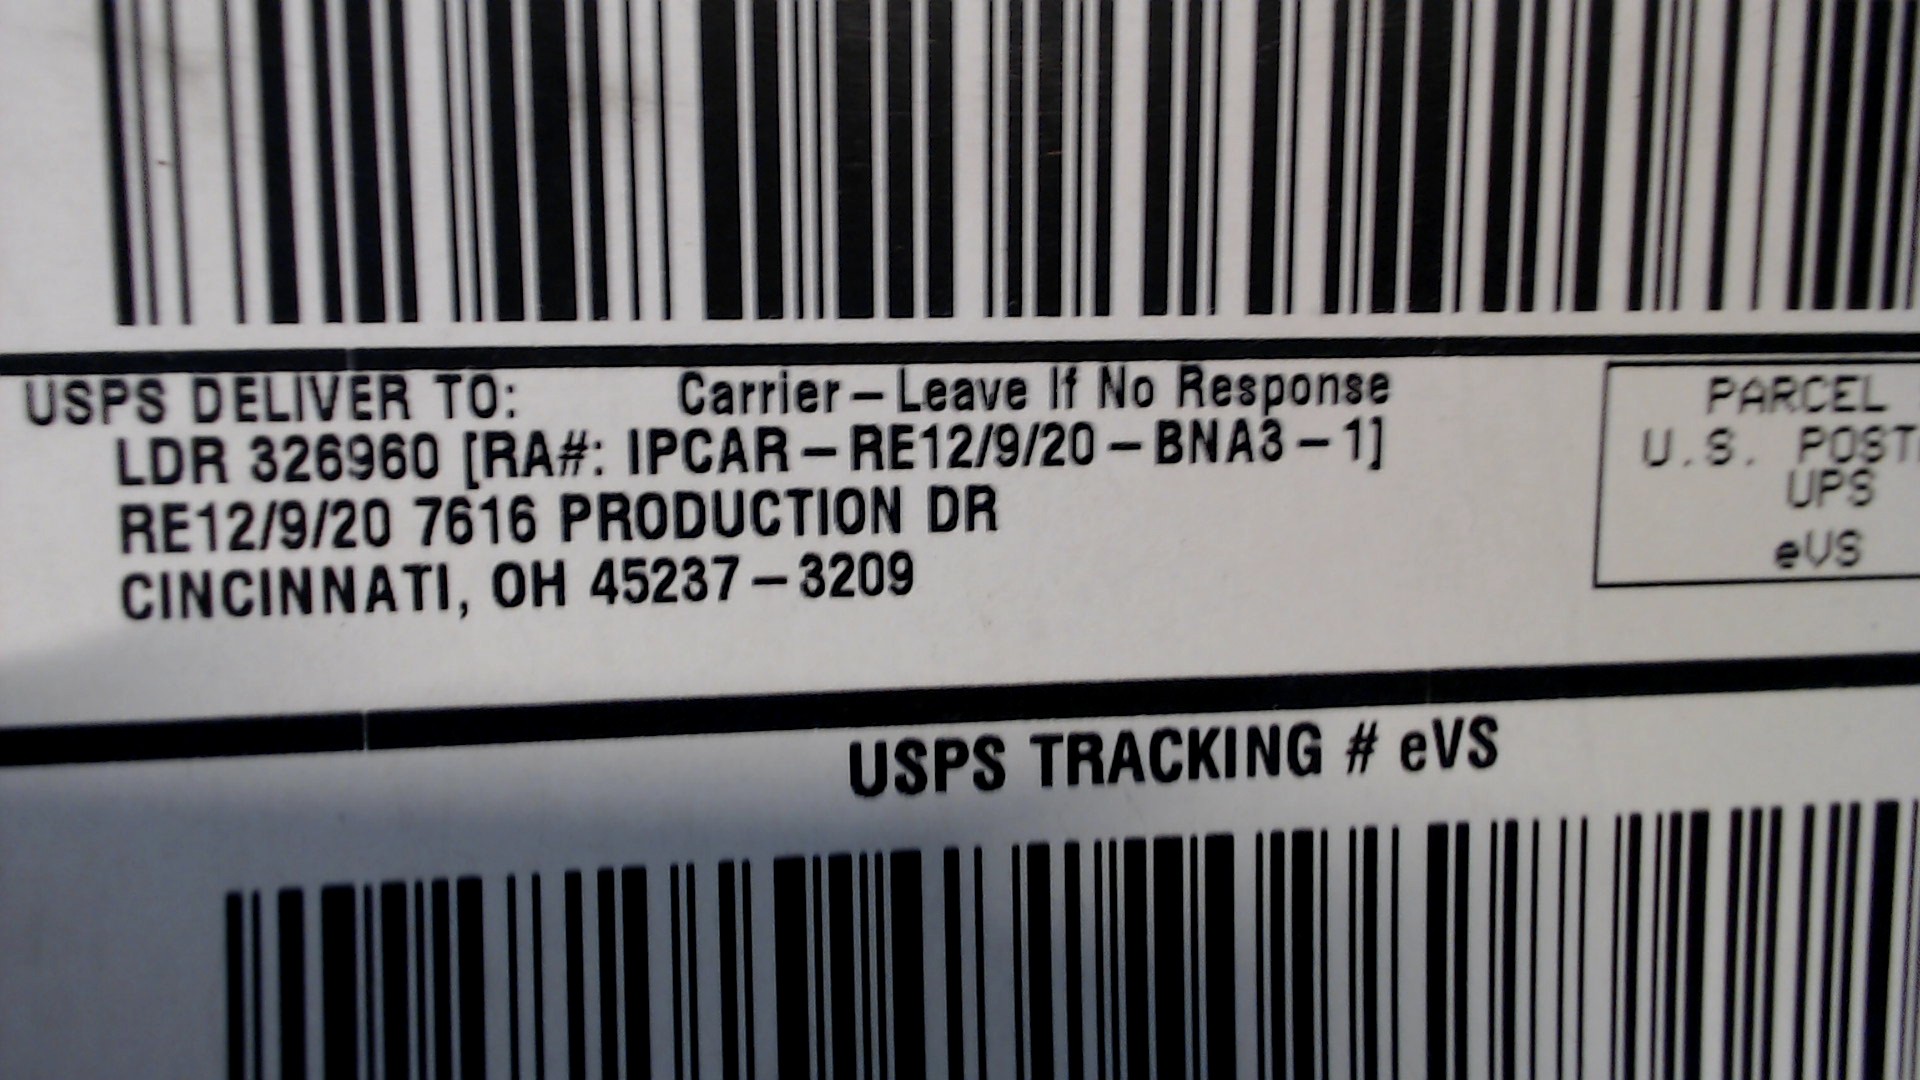 USPS DELIVER TO: Carrier – Leave If No Response
LDR 326960 [RA#: IPCAR – RE12/9/20 – BNA3 – 1]
RE12/9/20 7616 PRODUCTION DR
CINCINNATI, OH 45237 – 3209
PARCEL
U.S. POST
UPS
eVS
USPS TRACKING # eVS